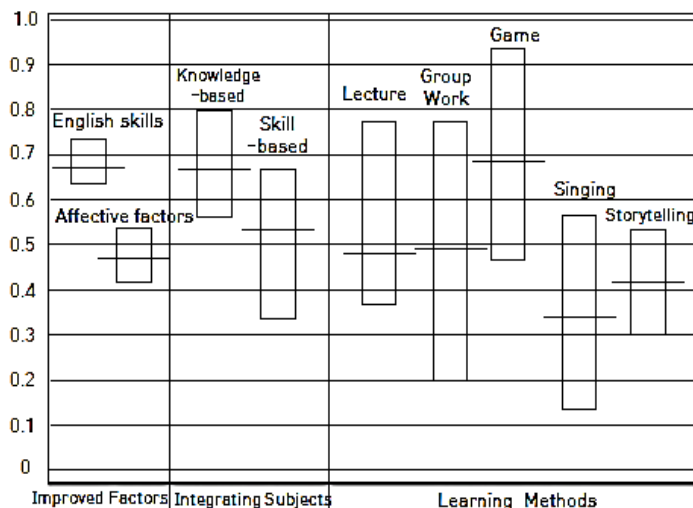 1.0
0.9
0.8
0.7
0.6
0.5
0.4
0.3
0.2
0.1
0
English skills
Affective factors
Knowledge
-based
Skill
-based
Lecture
Group
Work
Game
Singing
Storytelling
Improved Factors
Integrating Subjects
Learning Methods